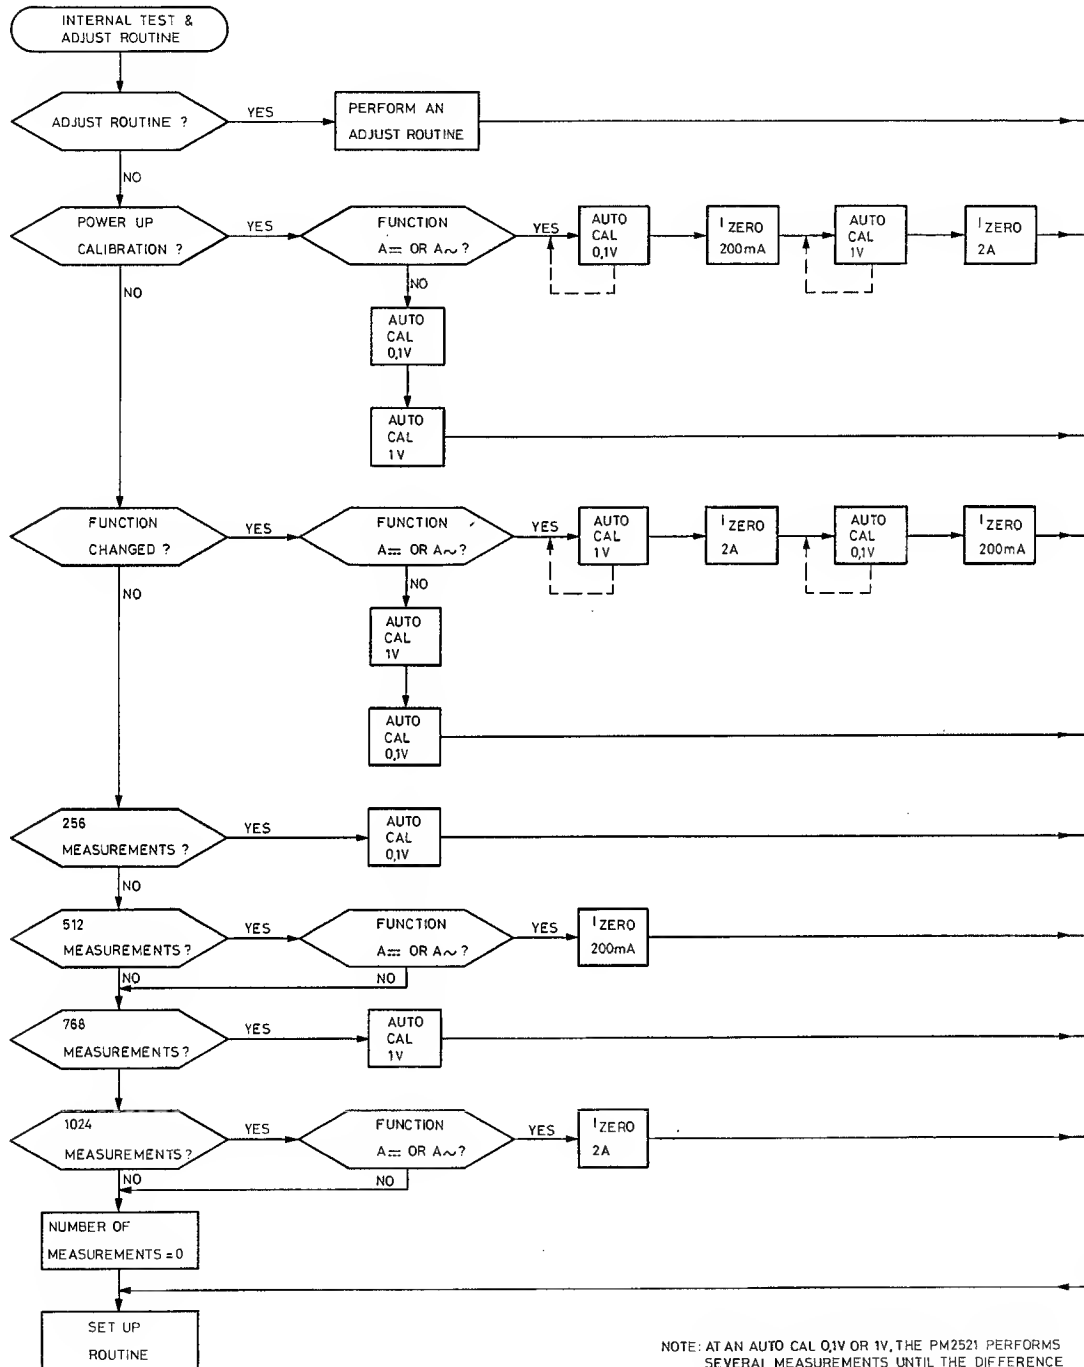 INTERNAL TEST &
ADJUST ROUTINE
ADJUST ROUTINE ?
YES
PERFORM AN
ADJUST ROUTINE
NO
POWER UP
CALIBRATION ?
YES
FUNCTION
A⎓ OR A∼ ?
YES
AUTO
CAL
0,1V
I ZERO
200mA
AUTO
CAL
1V
I ZERO
2A
NO
NO
AUTO
CAL
0,1V
AUTO
CAL
1V
FUNCTION
CHANGED ?
YES
FUNCTION
A⎓ OR A∼ ?
YES
AUTO
CAL
1V
I ZERO
2A
AUTO
CAL
0,1V
I ZERO
200mA
NO
NO
AUTO
CAL
1V
AUTO
CAL
0,1V
256
MEASUREMENTS ?
YES
AUTO
CAL
0,1V
NO
512
MEASUREMENTS ?
YES
FUNCTION
A⎓ OR A∼ ?
YES
I ZERO
200mA
NO
NO
768
MEASUREMENTS ?
YES
AUTO
CAL
1V
1024
MEASUREMENTS ?
YES
FUNCTION
A⎓ OR A∼ ?
YES
I ZERO
2A
NO
NO
NUMBER OF
MEASUREMENTS = 0
SET UP
ROUTINE
NOTE: AT AN AUTO CAL 0,1V OR 1V, THE PM2521 PERFORMS
SEVERAL MEASUREMENTS UNTIL THE DIFFERENCE